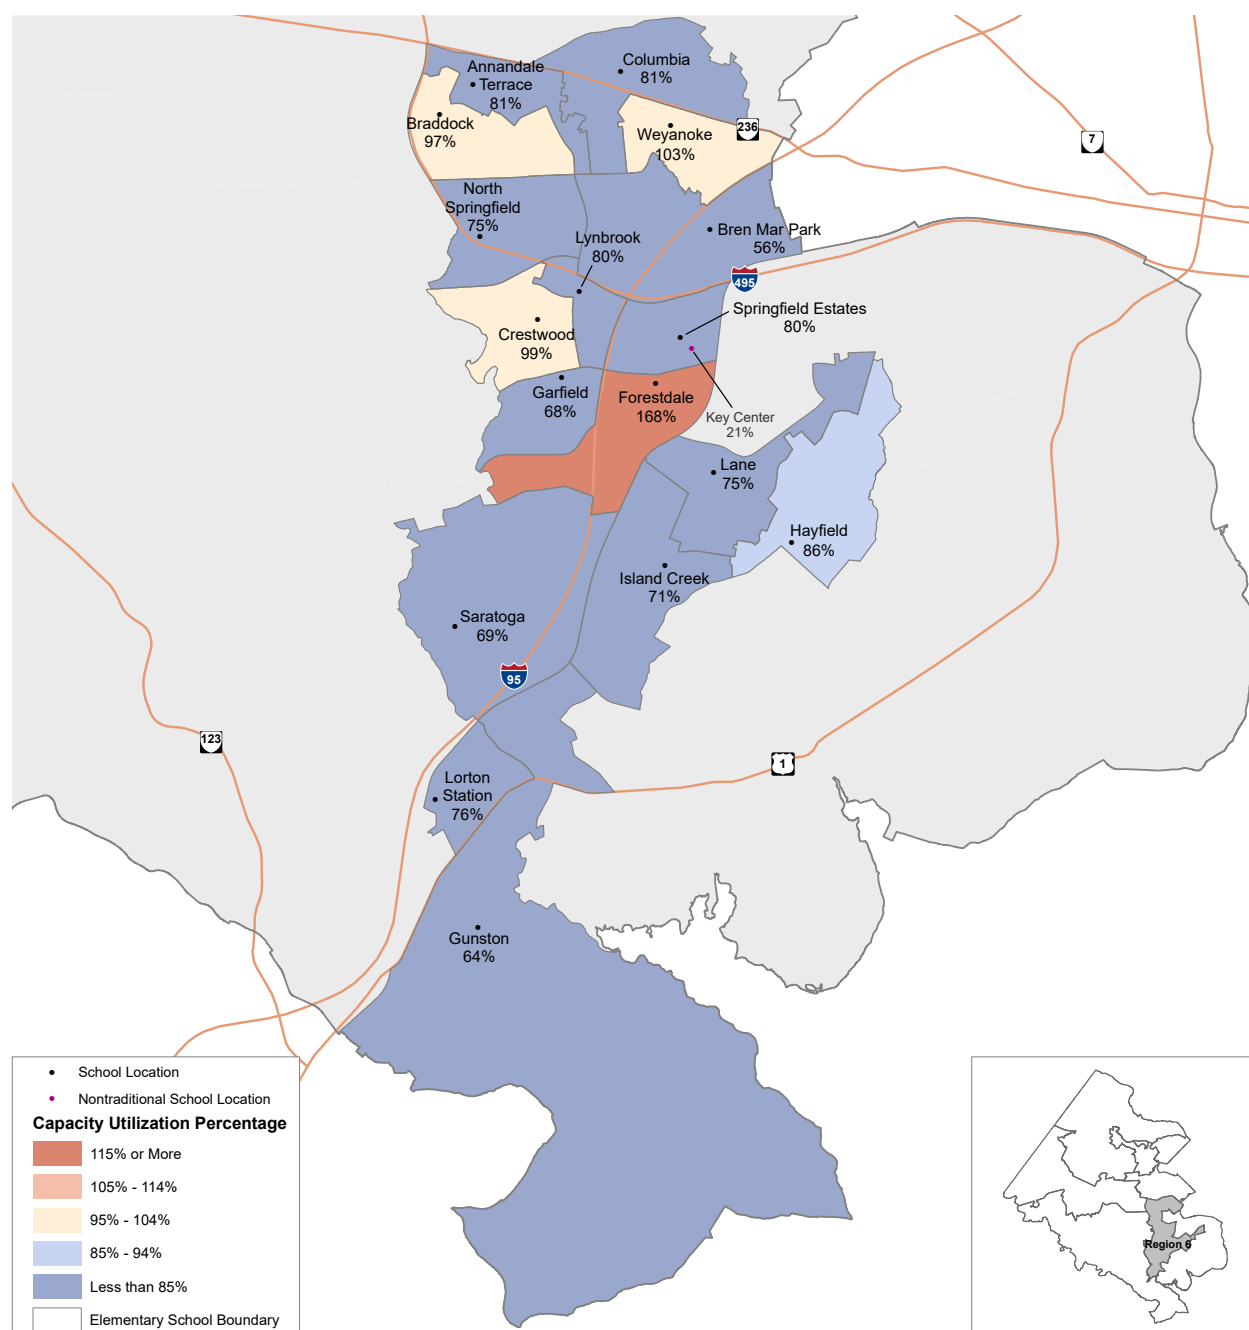 Columbia
81%
Annandale
Terrace
81%
Braddock
97%
Weyanoke
103%
236
7
North
Springfield
75%
Lynbrook
80%
Bren Mar Park
56%
495
Springfield Estates
80%
Crestwood
99%
Garfield
68%
Forestdale
168%
Key Center
21%
Lane
75%
Hayfield
86%
Island Creek
71%
Saratoga
69%
95
123
1
Lorton
Station
76%
Gunston
64%
School Location
Nontraditional School Location
Capacity Utilization Percentage
115% or More
105% - 114%
95% - 104%
85% - 94%
Less than 85%
Elementary School Boundary
Region 6